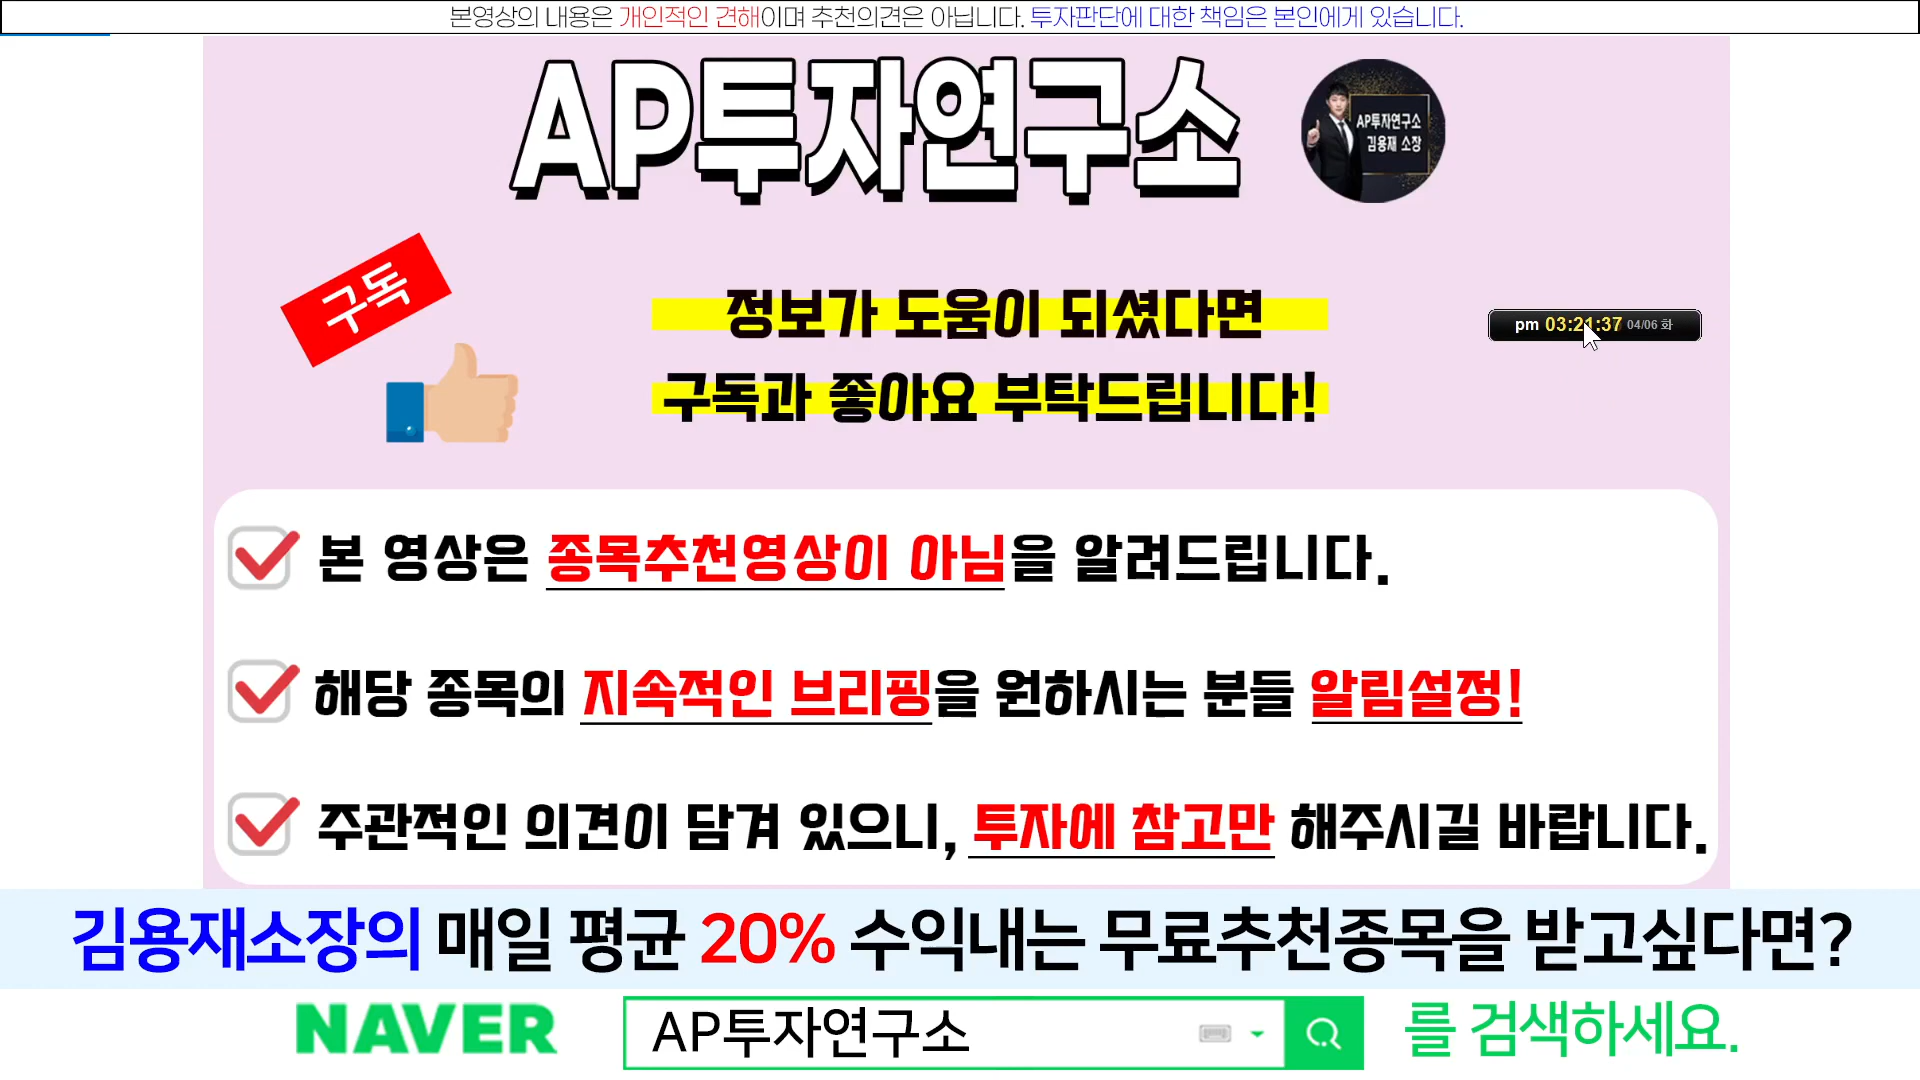 본영상의 내용은 개인적인 견해이며 추천의견은 아닙니다. 투자판단에 대한 책임은 본인에게 있습니다.
AP투자연구소
AP투자연구소
김용재 소장
구독
정보가 도움이 되셨다면
구독과 좋아요 부탁드립니다!
pm 03:21:37 04/06 화
본 영상은 종목추천영상이 아님을 알려드립니다.
해당 종목의 지속적인 브리핑을 원하시는 분들 알림설정!
주관적인 의견이 담겨 있으니, 투자에 참고만 해주시길 바랍니다.
김용재소장의 매일 평균 20% 수익내는 무료추천종목을 받고싶다면?
NAVER AP투자연구소 를 검색하세요.